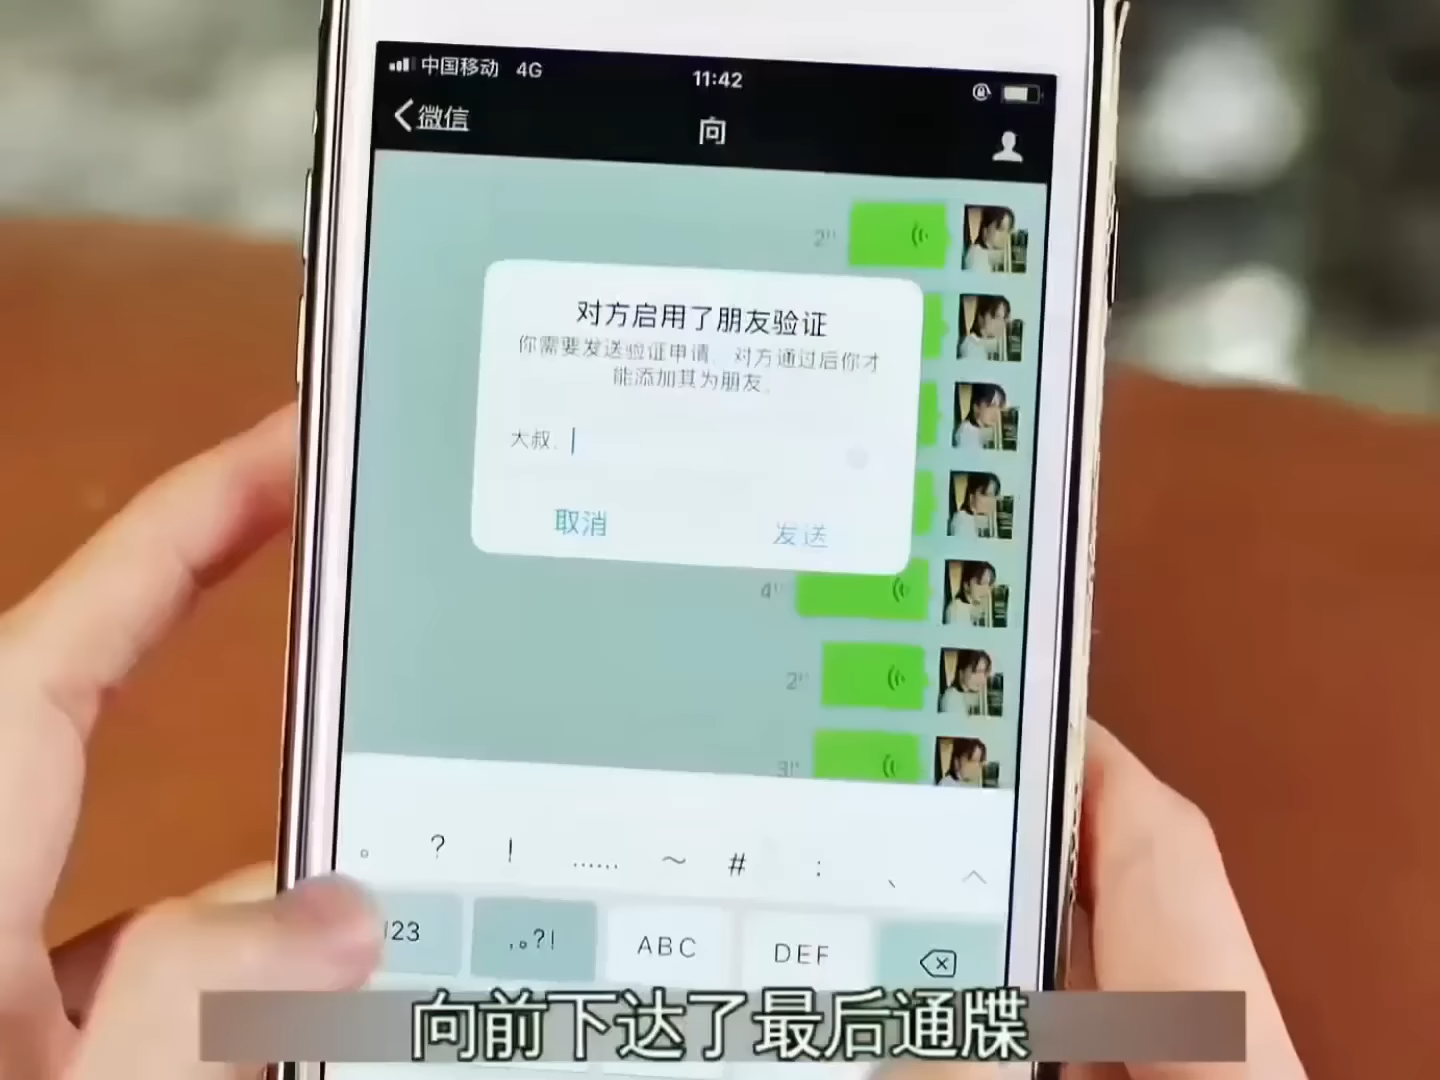 中国移动 4G 11:42
微信 向
2"
对方启用了朋友验证
你需要发送验证申请，对方通过后你才
能添加其为朋友。
大叔，
取消 发送
4"
2"
3"
。 ? ! …… ～ # : 、
123 ,。?! ABC DEF
向前下达了最后通牒